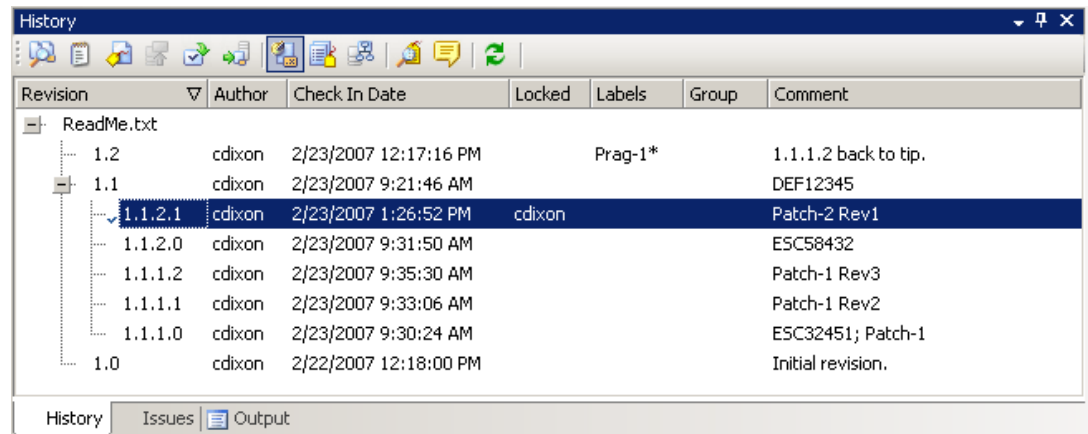 History
Revision Author Check In Date Locked Labels Group Comment
ReadMe.txt
1.2 cdixon 2/23/2007 12:17:16 PM Prag-1* 1.1.1.2 back to tip.
1.1 cdixon 2/23/2007 9:21:46 AM DEF12345
1.1.2.1 cdixon 2/23/2007 1:26:52 PM cdixon Patch-2 Rev1
1.1.2.0 cdixon 2/23/2007 9:31:50 AM ESC58432
1.1.1.2 cdixon 2/23/2007 9:35:30 AM Patch-1 Rev3
1.1.1.1 cdixon 2/23/2007 9:33:06 AM Patch-1 Rev2
1.1.1.0 cdixon 2/23/2007 9:30:24 AM ESC32451; Patch-1
1.0 cdixon 2/22/2007 12:18:00 PM Initial revision.
History Issues Output